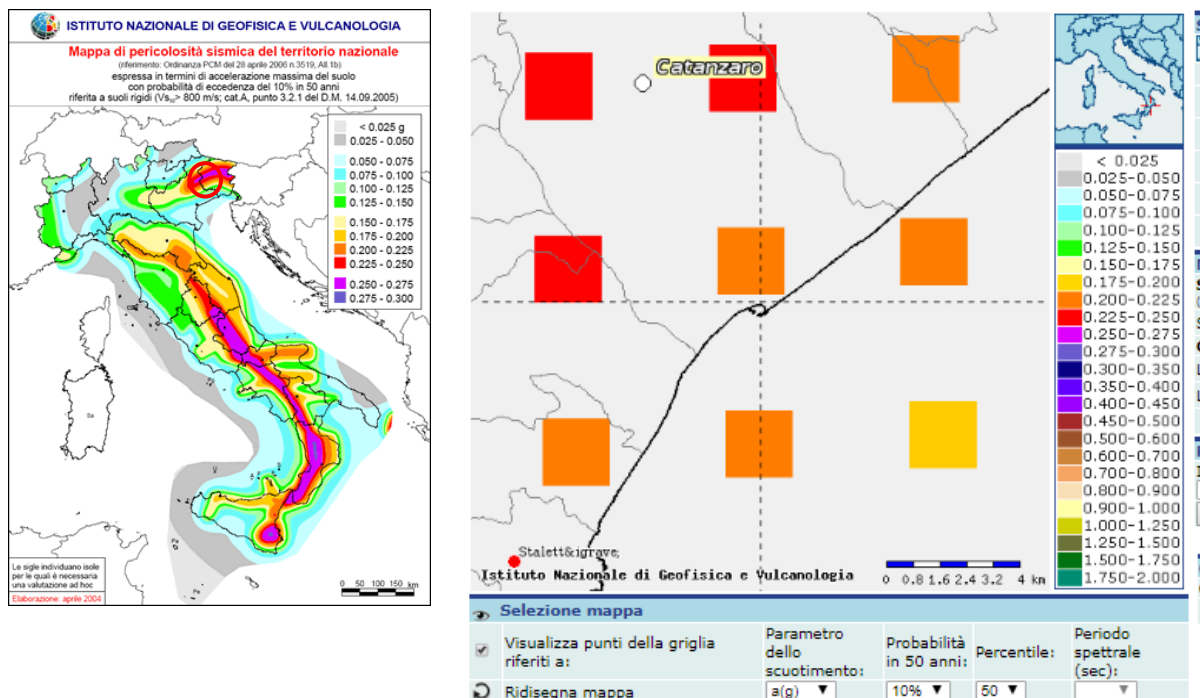 ISTITUTO NAZIONALE DI GEOFISICA E VULCANOLOGIA
Mappa di pericolosità sismica del territorio nazionale
(riferimento: Ordinanza PCM del 28 aprile 2006 n.3519, All.1b)
espressa in termini di accelerazione massima del suolo
con probabilità di eccedenza del 10% in 50 anni
riferita a suoli rigidi (Vs30> 800 m/s; cat.A, punto 3.2.1 del D.M. 14.09.2005)
< 0.025 g
0.025 - 0.050
0.050 - 0.075
0.075 - 0.100
0.100 - 0.125
0.125 - 0.150
0.150 - 0.175
0.175 - 0.200
0.200 - 0.225
0.225 - 0.250
0.250 - 0.275
0.275 - 0.300
Le sigle individuano isole
per le quali è necessaria
una valutazione ad hoc
Elaborazione: aprile 2004
0 50 100 150 km
Catanzaro
Stalett&igrave;
Istituto Nazionale di Geofisica e Vulcanologia
0 0.8 1.6 2.4 3.2 4 km
< 0.025
0.025-0.050
0.050-0.075
0.075-0.100
0.100-0.125
0.125-0.150
0.150-0.175
0.175-0.200
0.200-0.225
0.225-0.250
0.250-0.275
0.275-0.300
0.300-0.350
0.350-0.400
0.400-0.450
0.450-0.500
0.500-0.600
0.600-0.700
0.700-0.800
0.800-0.900
0.900-1.000
1.000-1.250
1.250-1.500
1.500-1.750
1.750-2.000
Selezione mappa
Visualizza punti della griglia
riferiti a:
Parametro
dello
scuotimento:
Probabilità
in 50 anni:
Percentile:
Periodo
spettrale
(sec):
Ridisegna mappa
a(g)
10%
50